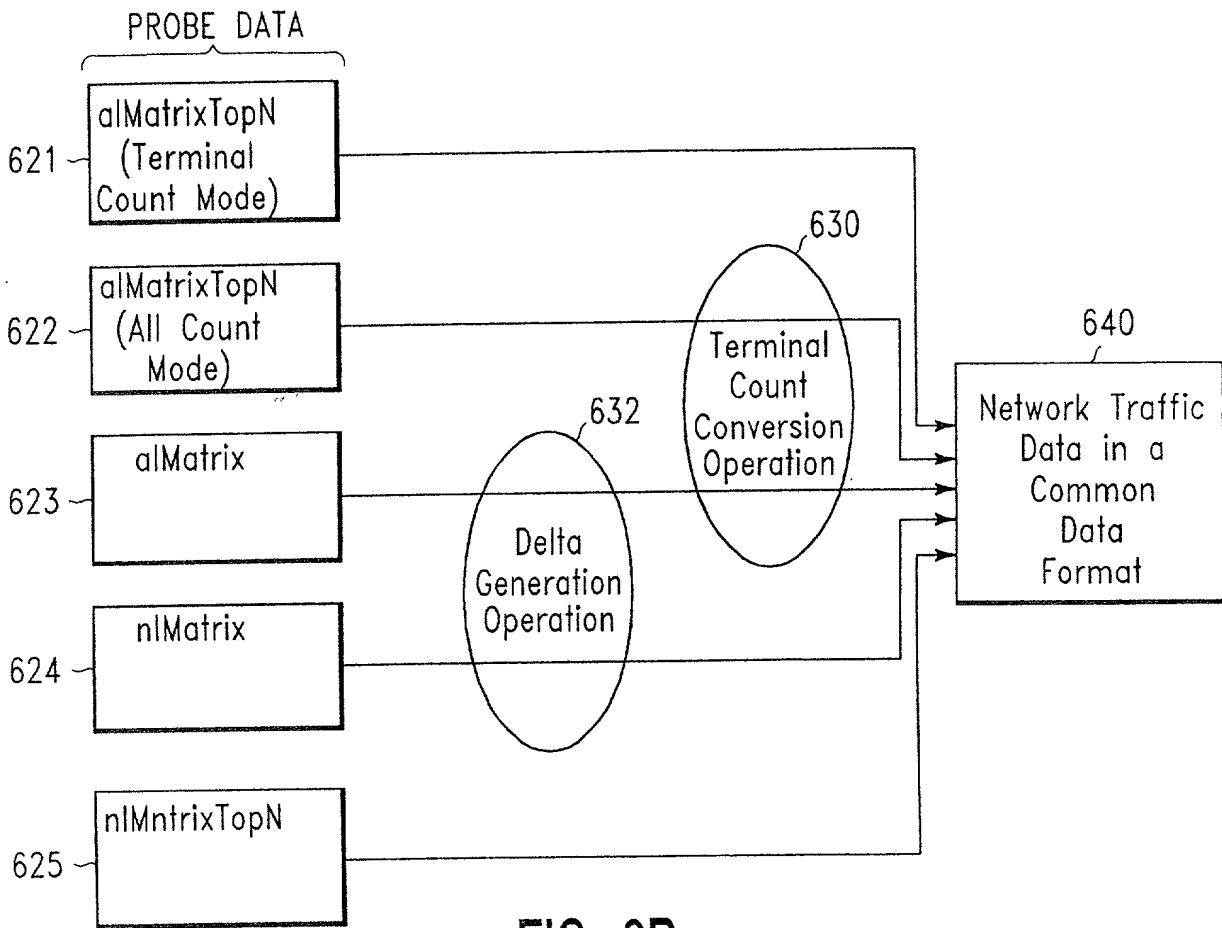 PROBE DATA
621
alMatrixTopN
(Terminal
Count Mode)
622
alMatrixTopN
(All Count
Mode)
623
alMatrix
624
nlMatrix
625
nlMntrixTopN
632
Delta
Generation
Operation
630
Terminal
Count
Conversion
Operation
640
Network Traffic
Data in a
Common
Data
Format